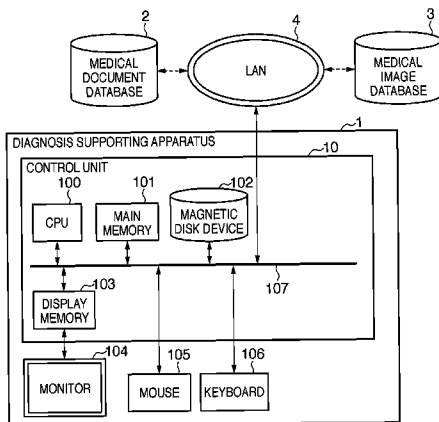 2
4
3
MEDICAL
DOCUMENT
DATABASE
LAN
MEDICAL
IMAGE
DATABASE
1
DIAGNOSIS SUPPORTING APPARATUS
10
CONTROL UNIT
100
101
102
CPU
MAIN
MEMORY
MAGNETIC
DISK DEVICE
107
103
DISPLAY
MEMORY
104
105
106
MONITOR
MOUSE
KEYBOARD